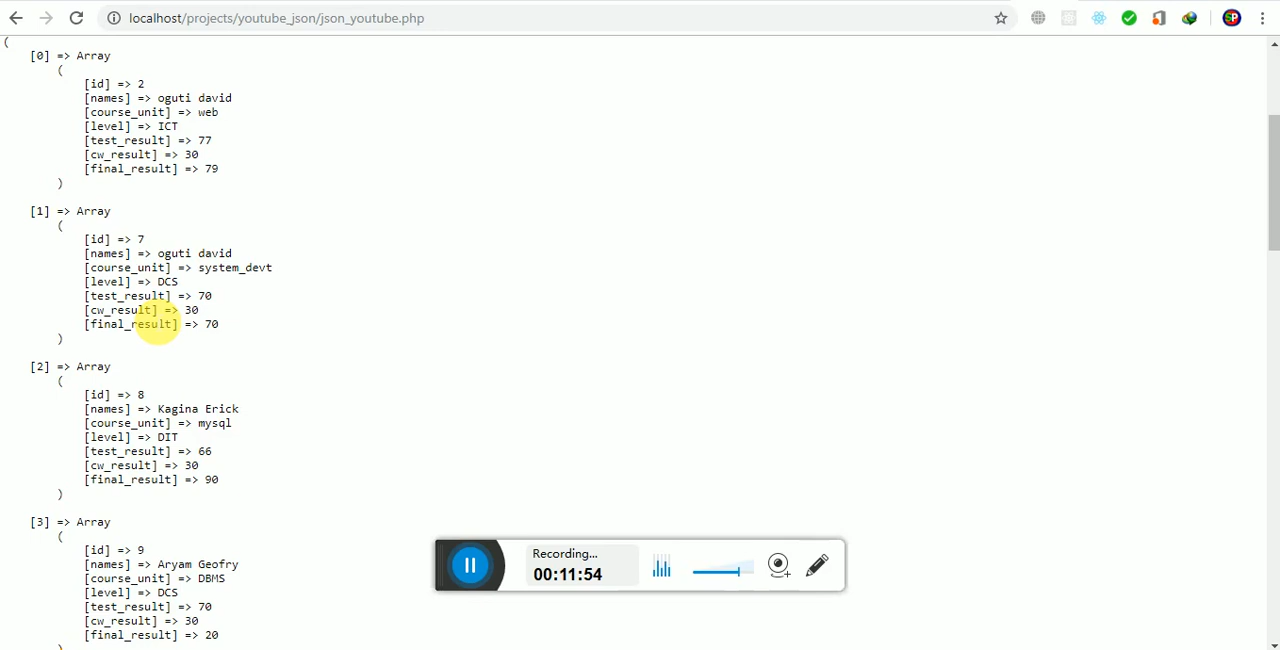 localhost/projects/youtube_json/json_youtube.php
SP
(
[0] => Array
(
[id] => 2
[names] => oguti david
[course_unit] => web
[level] => ICT
[test_result] => 77
[cw_result] => 30
[final_result] => 79
)
[1] => Array
(
[id] => 7
[names] => oguti david
[course_unit] => system_devt
[level] => DCS
[test_result] => 70
[cw_result] => 30
[final_result] => 70
)
[2] => Array
(
[id] => 8
[names] => Kagina Erick
[course_unit] => mysql
[level] => DIT
[test_result] => 66
[cw_result] => 30
[final_result] => 90
)
[3] => Array
(
[id] => 9
[names] => Aryam Geofry
[course_unit] => DBMS
[level] => DCS
[test_result] => 70
[cw_result] => 30
[final_result] => 20
)
Recording...
00:11:54